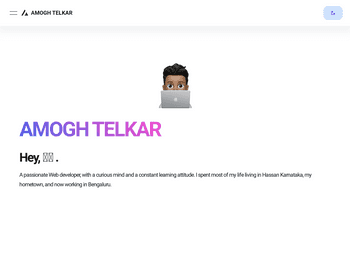 AMOGH TELKAR
AMOGH TELKAR
Hey, .
A passionate Web developer, with a curious mind and a constant learning attitude. I spent most of my life living in Hassan Karnataka, my
hometown, and now working in Bengaluru.